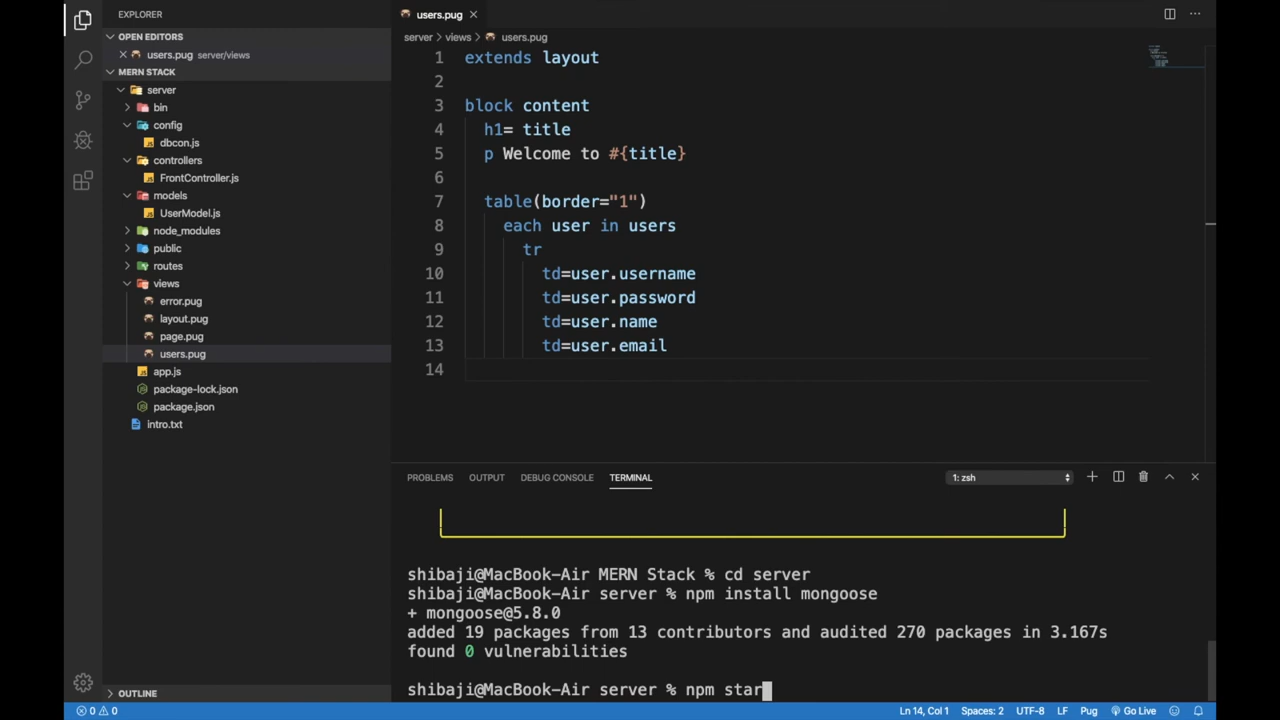 EXPLORER
OPEN EDITORS
users.pug server/views
MERN STACK
server
bin
config
dbcon.js
controllers
FrontController.js
models
UserModel.js
node_modules
public
routes
views
error.pug
layout.pug
page.pug
users.pug
app.js
package-lock.json
package.json
intro.txt
OUTLINE
users.pug
server views users.pug
1 extends layout
2
3 block content
4 h1= title
5 p Welcome to #{title}
6
7 table(border="1")
8 each user in users
9 tr
10 td=user.username
11 td=user.password
12 td=user.name
13 td=user.email
14
PROBLEMS OUTPUT DEBUG CONSOLE TERMINAL 1: zsh
shibaji@MacBook-Air MERN Stack % cd server
shibaji@MacBook-Air server % npm install mongoose
+ mongoose@5.8.0
added 19 packages from 13 contributors and audited 270 packages in 3.167s
found 0 vulnerabilities
shibaji@MacBook-Air server % npm star
0 0 Ln 14, Col 1 Spaces: 2 UTF-8 LF Pug Go Live